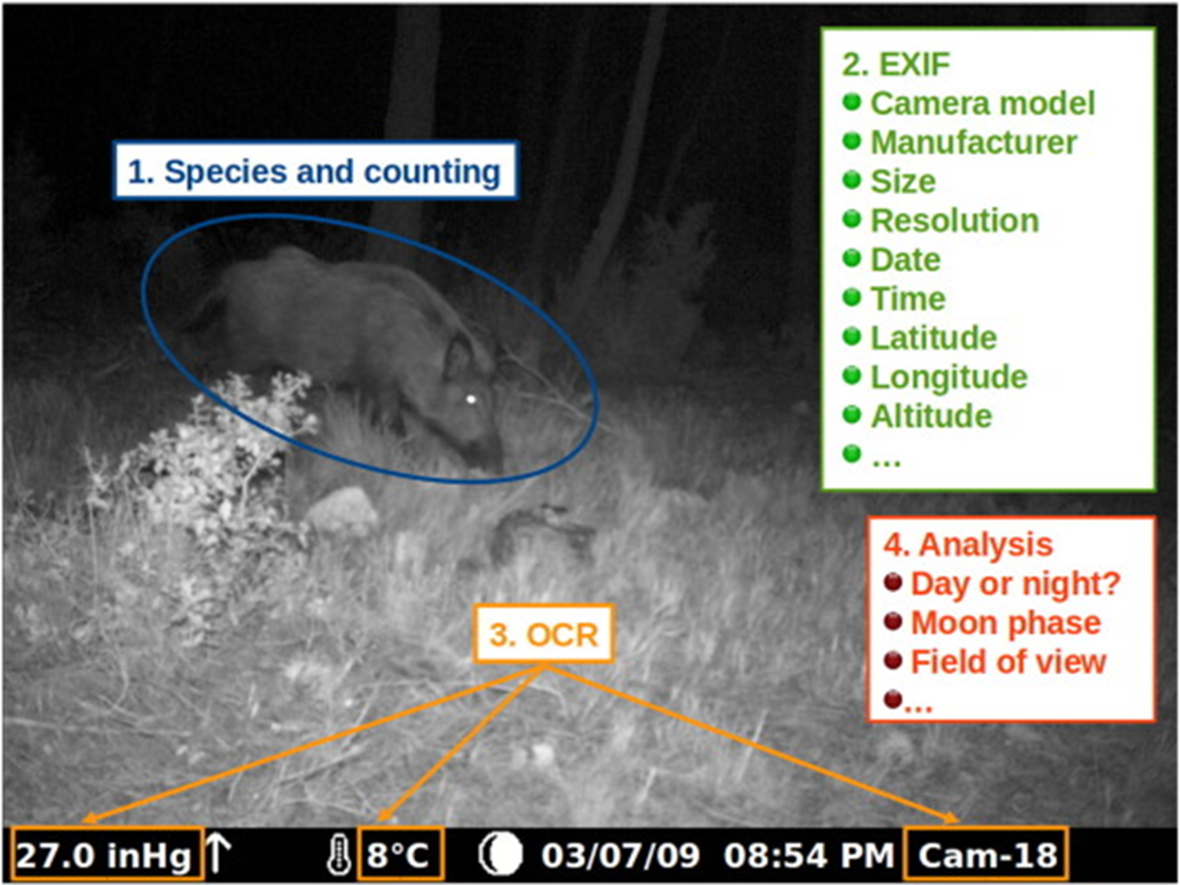 1. Species and counting
2. EXIF
Camera model
Manufacturer
Size
Resolution
Date
Time
Latitude
Longitude
Altitude
...
4. Analysis
Day or night?
Moon phase
Field of view
...
3. OCR
27.0 inHg↑ 8°C 03/07/09 08:54 PM Cam-18